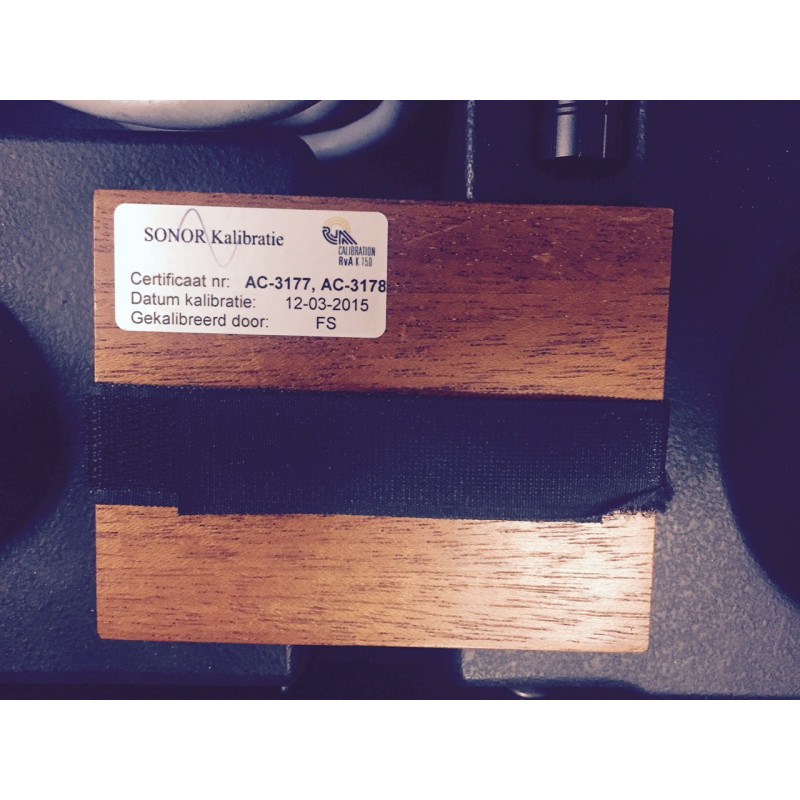 SONOR Kalibratie
CALIBRATION
RvA K 150
Certificaat nr: AC-3177, AC-3178
Datum kalibratie: 12-03-2015
Gekalibreerd door: FS